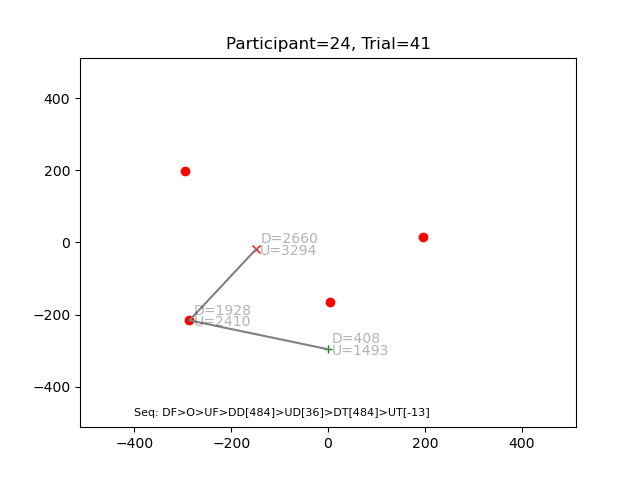 Participant=24, Trial=41
400
200
0
−200
−400
D=2660
U=3294
D=1928
U=2410
D=408
U=1493
Seq: DF>O>UF>DD[484]>UD[36]>DT[484]>UT[-13]
−400 −200 0 200 400